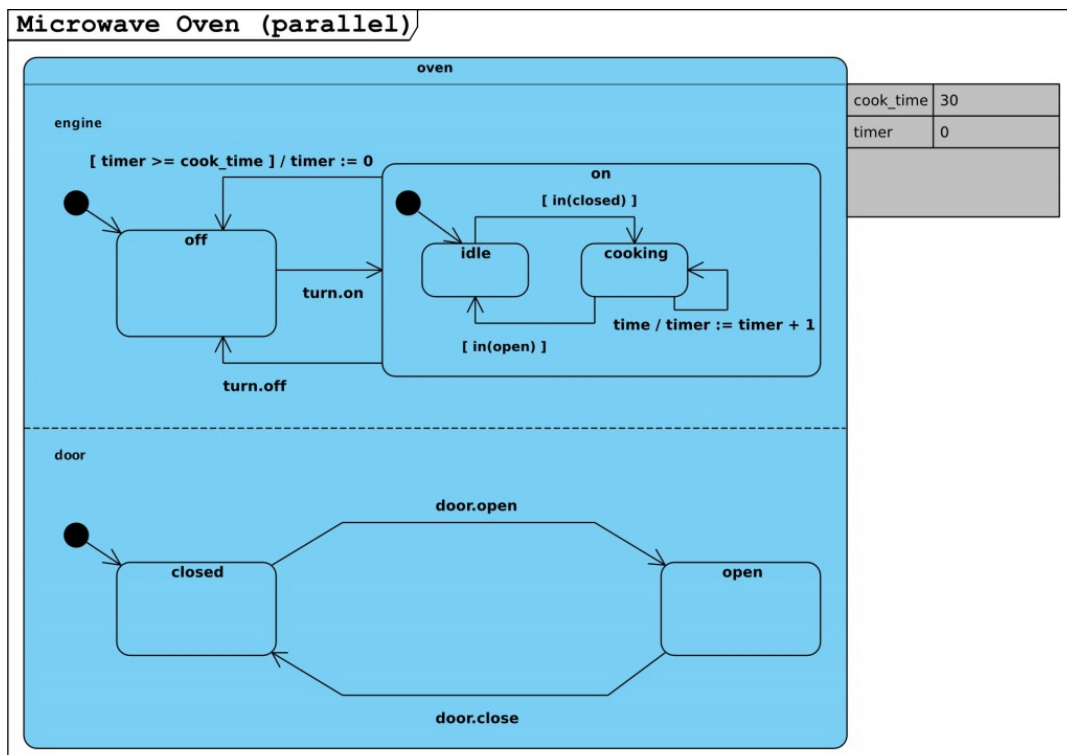 Microwave Oven (parallel)
oven
cook_time 30
timer 0
engine
[ timer >= cook_time ] / timer := 0
on
[ in(closed) ]
off
idle
cooking
turn.on
time / timer := timer + 1
[ in(open) ]
turn.off
door
door.open
closed
open
door.close